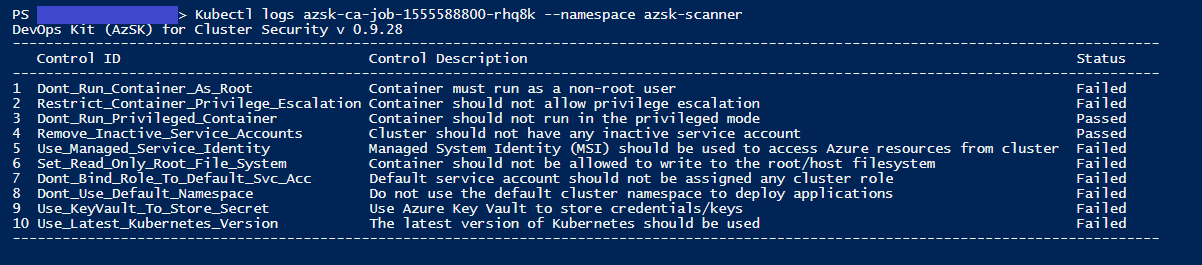 PS > Kubectl logs azsk-ca-job-1555588800-rhq8k --namespace azsk-scanner
DevOps Kit (AzSK) for Cluster Security v 0.9.28
Control ID Control Description Status
1 Dont_Run_Container_As_Root Container must run as a non-root user Failed
2 Restrict_Container_Privilege_Escalation Container should not allow privilege escalation Failed
3 Dont_Run_Privileged_Container Container should not run in the privileged mode Passed
4 Remove_Inactive_Service_Accounts Cluster should not have any inactive service account Passed
5 Use_Managed_Service_Identity Managed System Identity (MSI) should be used to access Azure resources from cluster Failed
6 Set_Read_Only_Root_File_System Container should not be allowed to write to the root/host filesystem Failed
7 Dont_Bind_Role_To_Default_Svc_Acc Default service account should not be assigned any cluster role Failed
8 Dont_Use_Default_Namespace Do not use the default cluster namespace to deploy applications Failed
9 Use_KeyVault_To_Store_Secret Use Azure Key Vault to store credentials/keys Failed
10 Use_Latest_Kubernetes_Version The latest version of Kubernetes should be used Failed